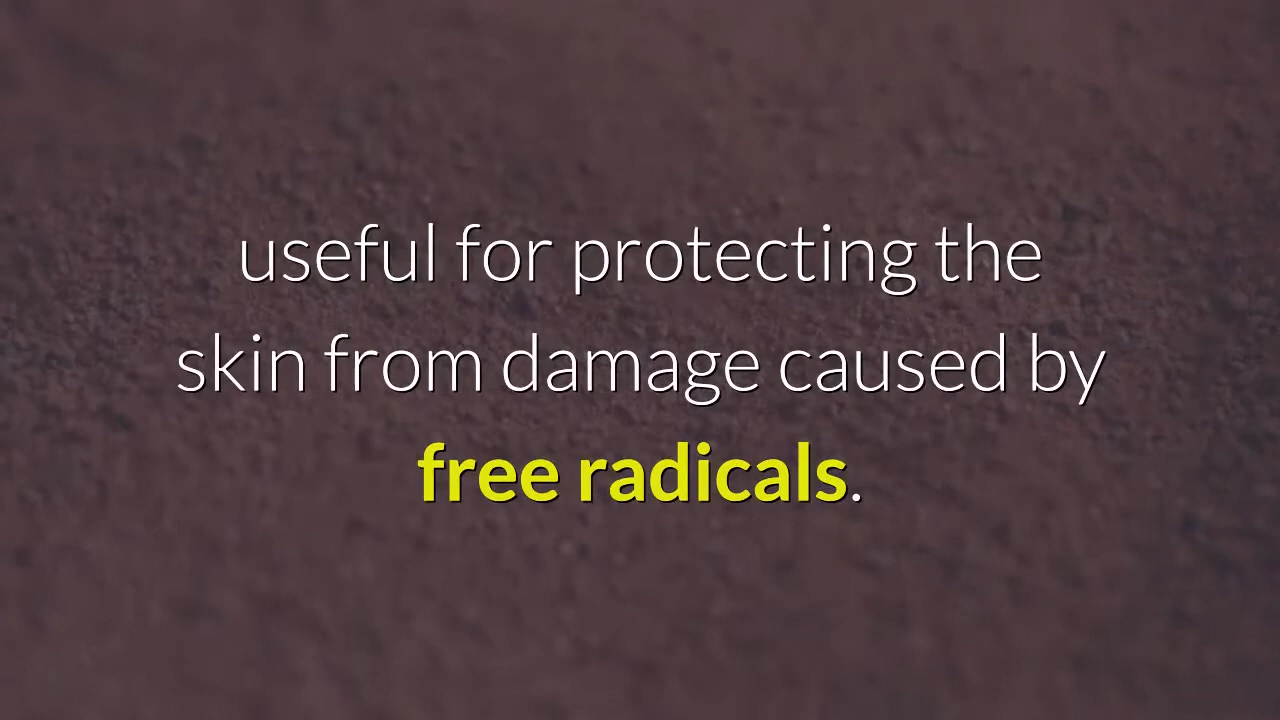 useful for protecting the
skin from damage caused by
free radicals.